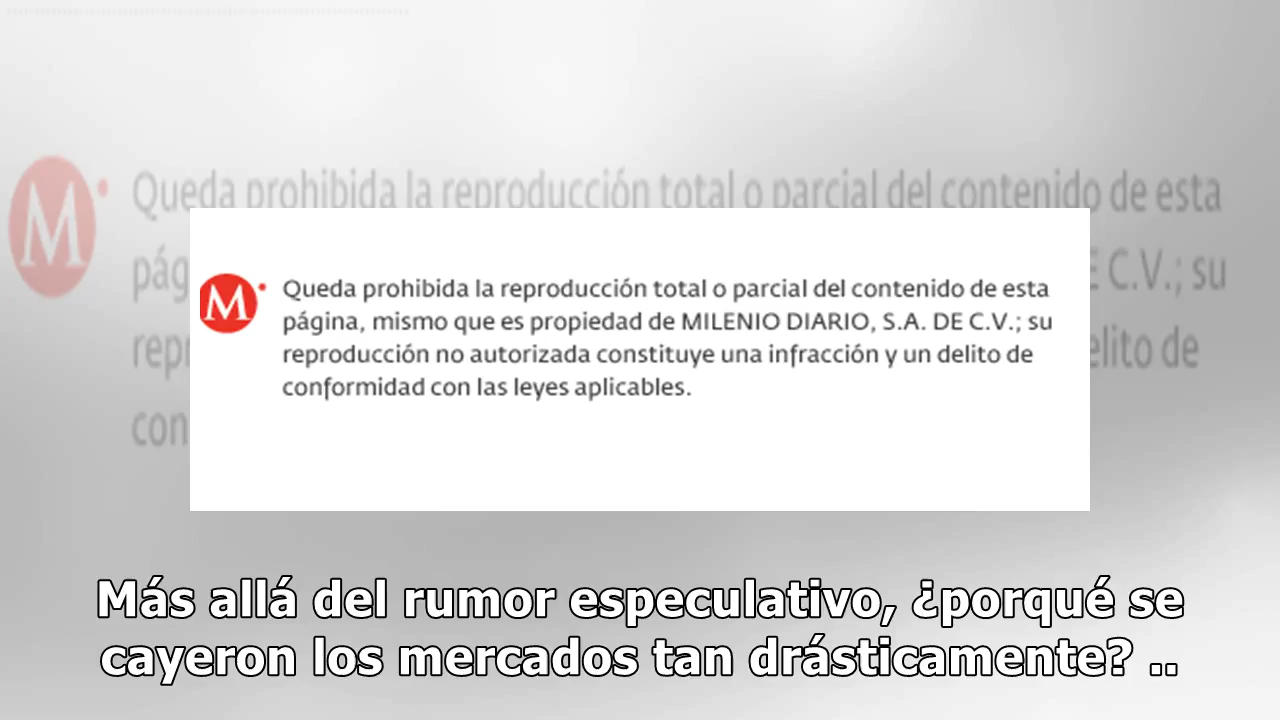 M
Queda prohibida la reproducción total o parcial del contenido de esta
página, mismo que es propiedad de MILENIO DIARIO, S.A. DE C.V.; su
reproducción no autorizada constituye una infracción y un delito de
conformidad con las leyes aplicables.
Más allá del rumor especulativo, ¿porqué se
cayeron los mercados tan drásticamente? ..